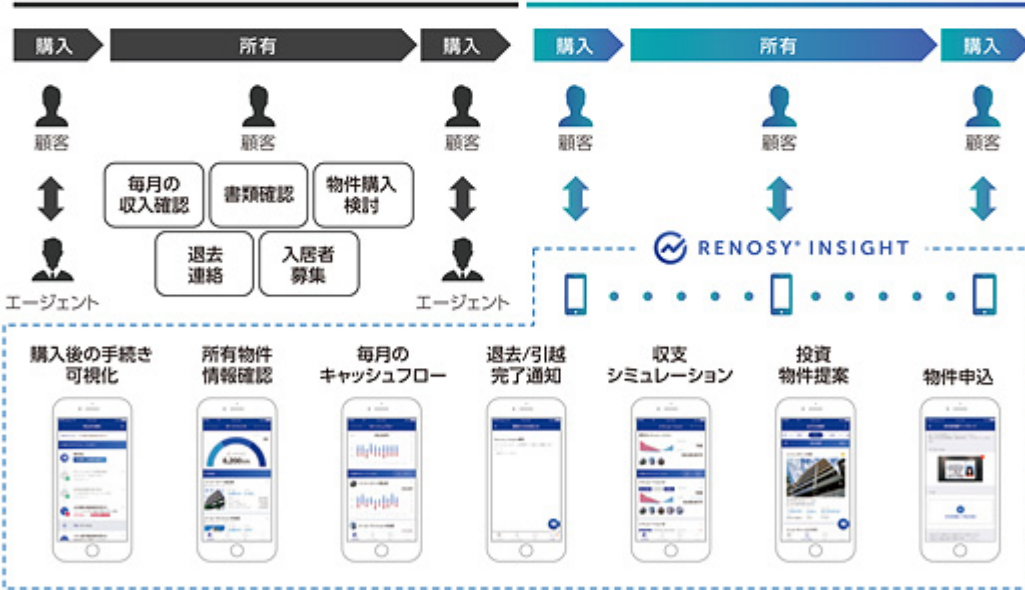 購入
所有
購入
購入
所有
購入
顧客
顧客
顧客
顧客
顧客
顧客
毎月の
収入確認
書類確認
物件購入
検討
退去
連絡
入居者
募集
エージェント
エージェント
RENOSY® INSIGHT
購入後の手続き
可視化
所有物件
情報確認
毎月の
キャッシュフロー
退去/引越
完了通知
収支
シミュレーション
投資
物件提案
物件申込